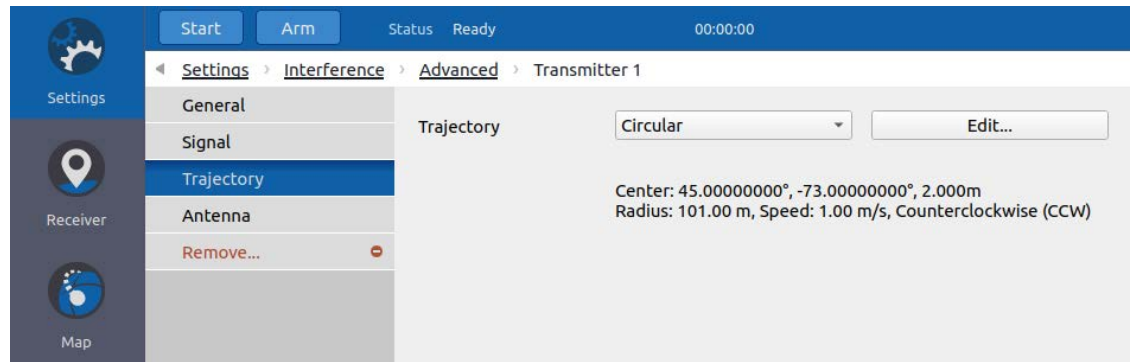 Start Arm Status Ready 00:00:00
Settings Interference Advanced Transmitter 1
Settings
Receiver
Map
General
Signal
Trajectory
Antenna
Remove...
Trajectory Circular Edit...
Center: 45.00000000°, -73.00000000°, 2.000m
Radius: 101.00 m, Speed: 1.00 m/s, Counterclockwise (CCW)